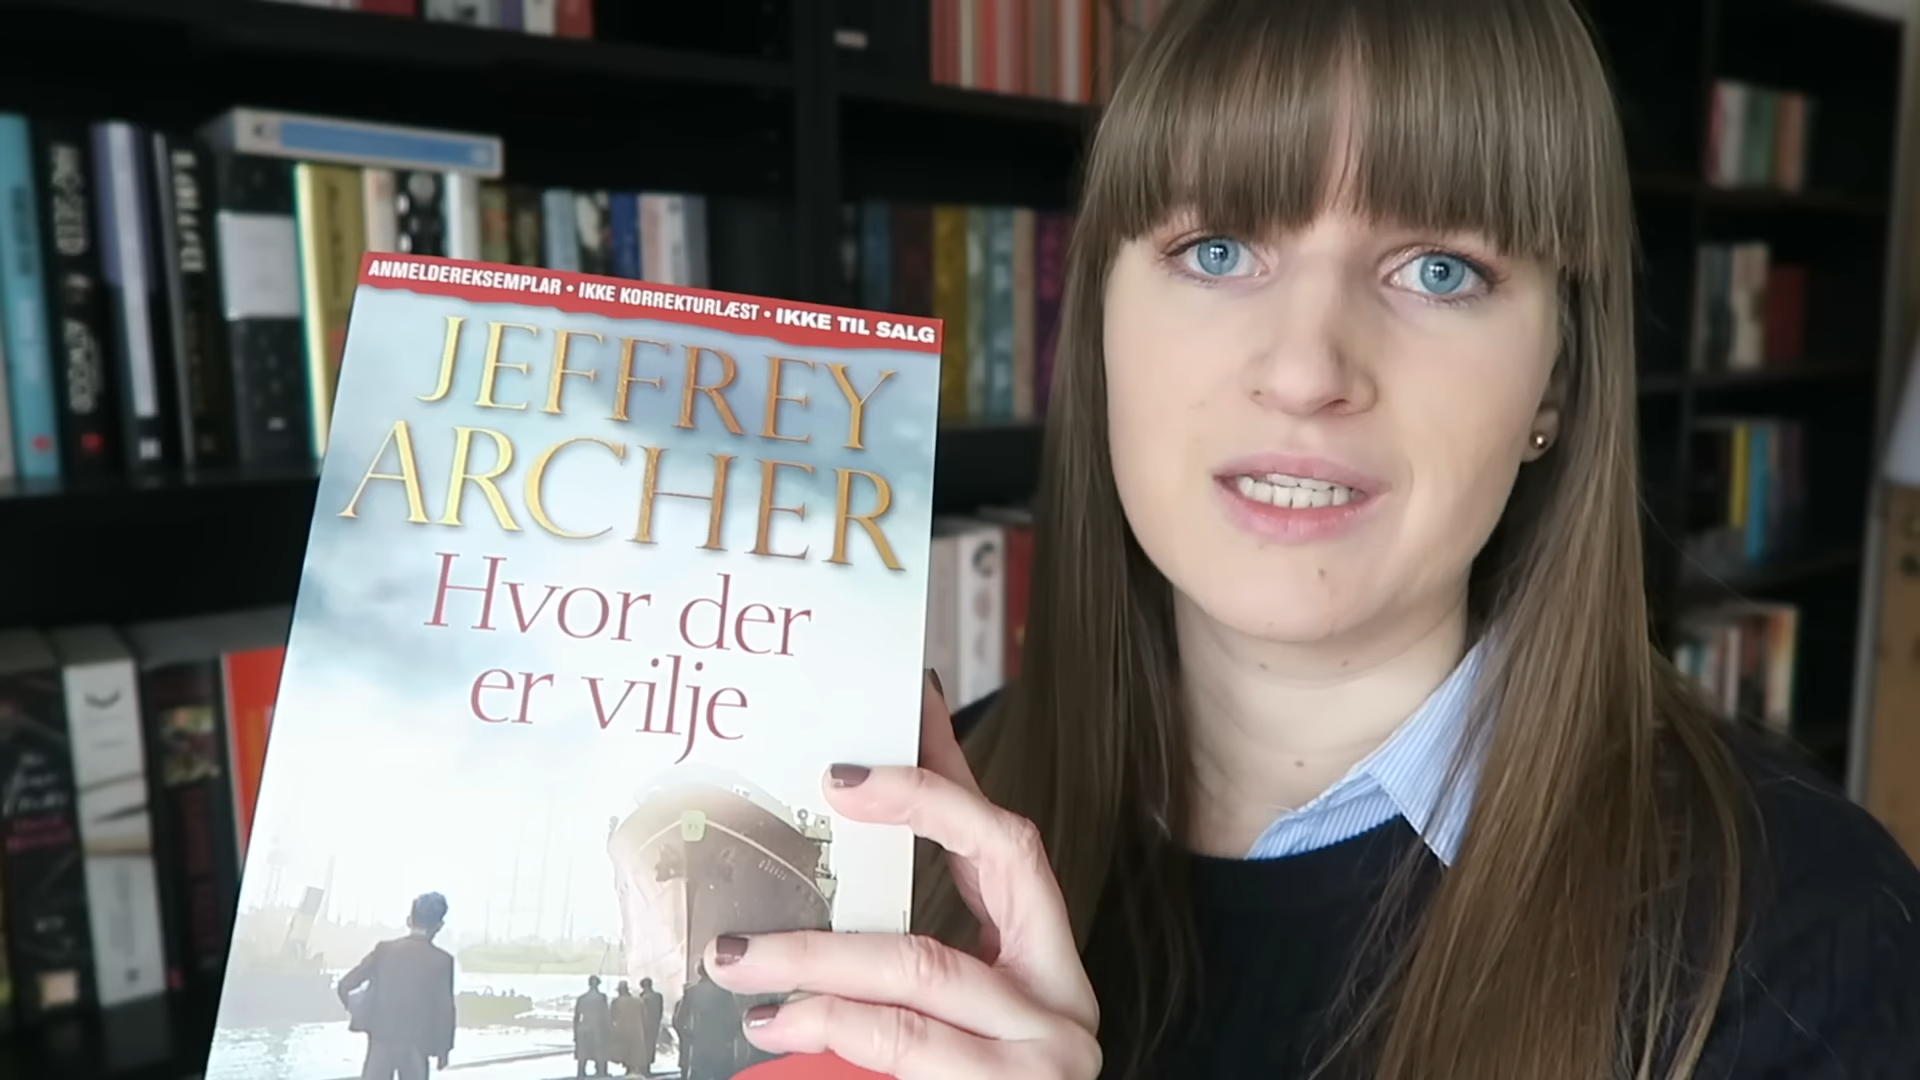 ANMELDEREKSEMPLAR • IKKE KORREKTURLÆST • IKKE TIL SALG
JEFFREY
ARCHER
Hvor der
er vilje